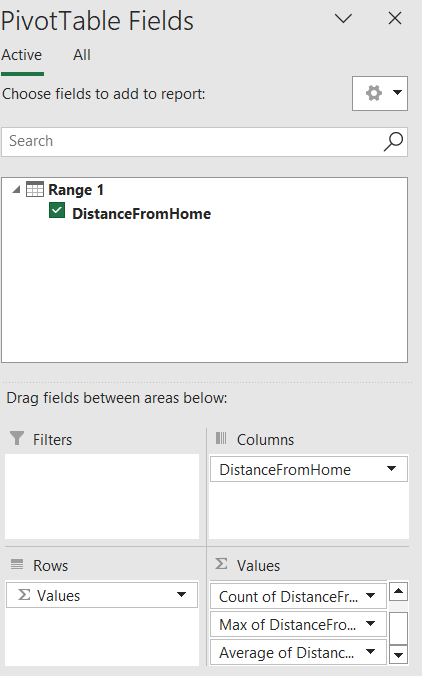 PivotTable Fields
Active All
Choose fields to add to report:
Search
Range 1
DistanceFromHome
Drag fields between areas below:
Filters
Columns
DistanceFromHome
Rows
Values
Values
Count of DistanceFr...
Max of DistanceFro...
Average of Distanc...